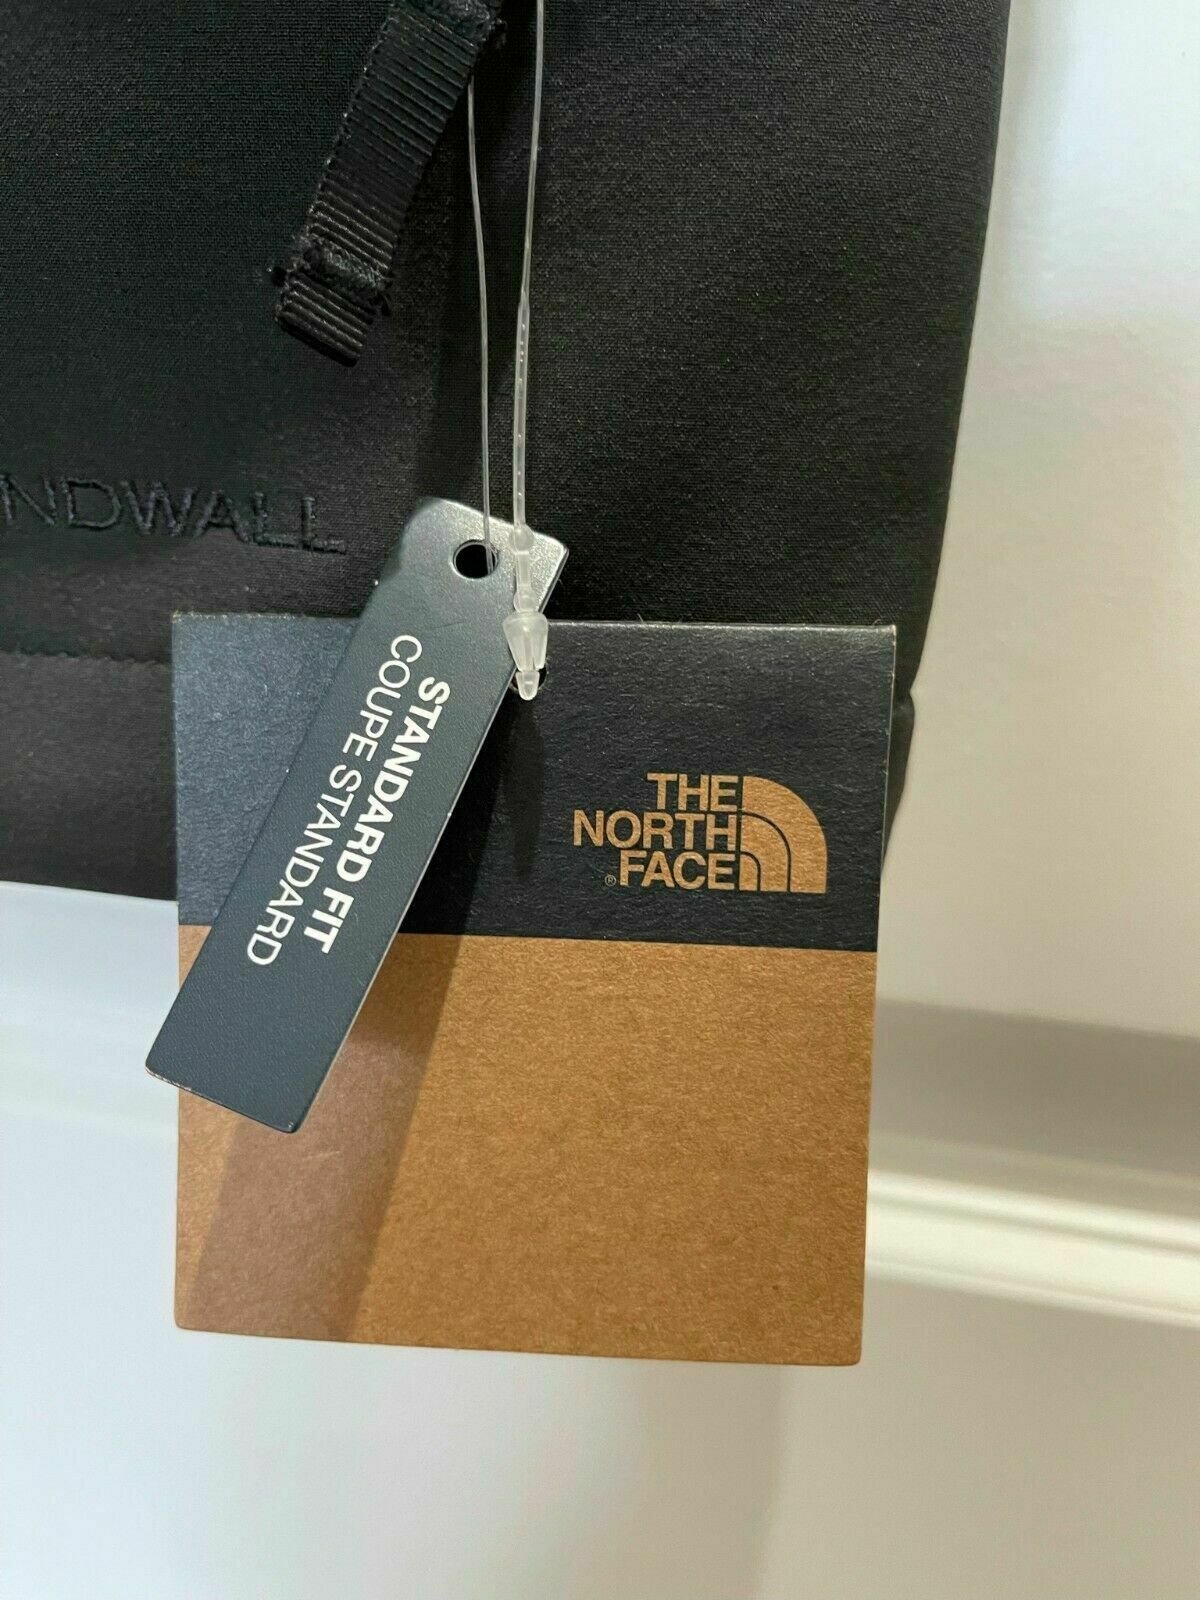 NDWALL
STANDARD FIT
COUPE STANDARD
THE
NORTH
® FACE